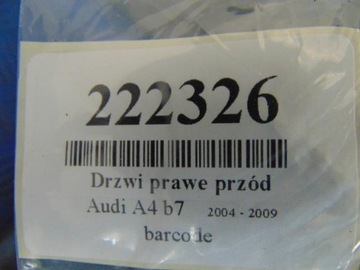 222326
Drzwi prawe przód
Audi A4 b7 2004 - 2009
barcode